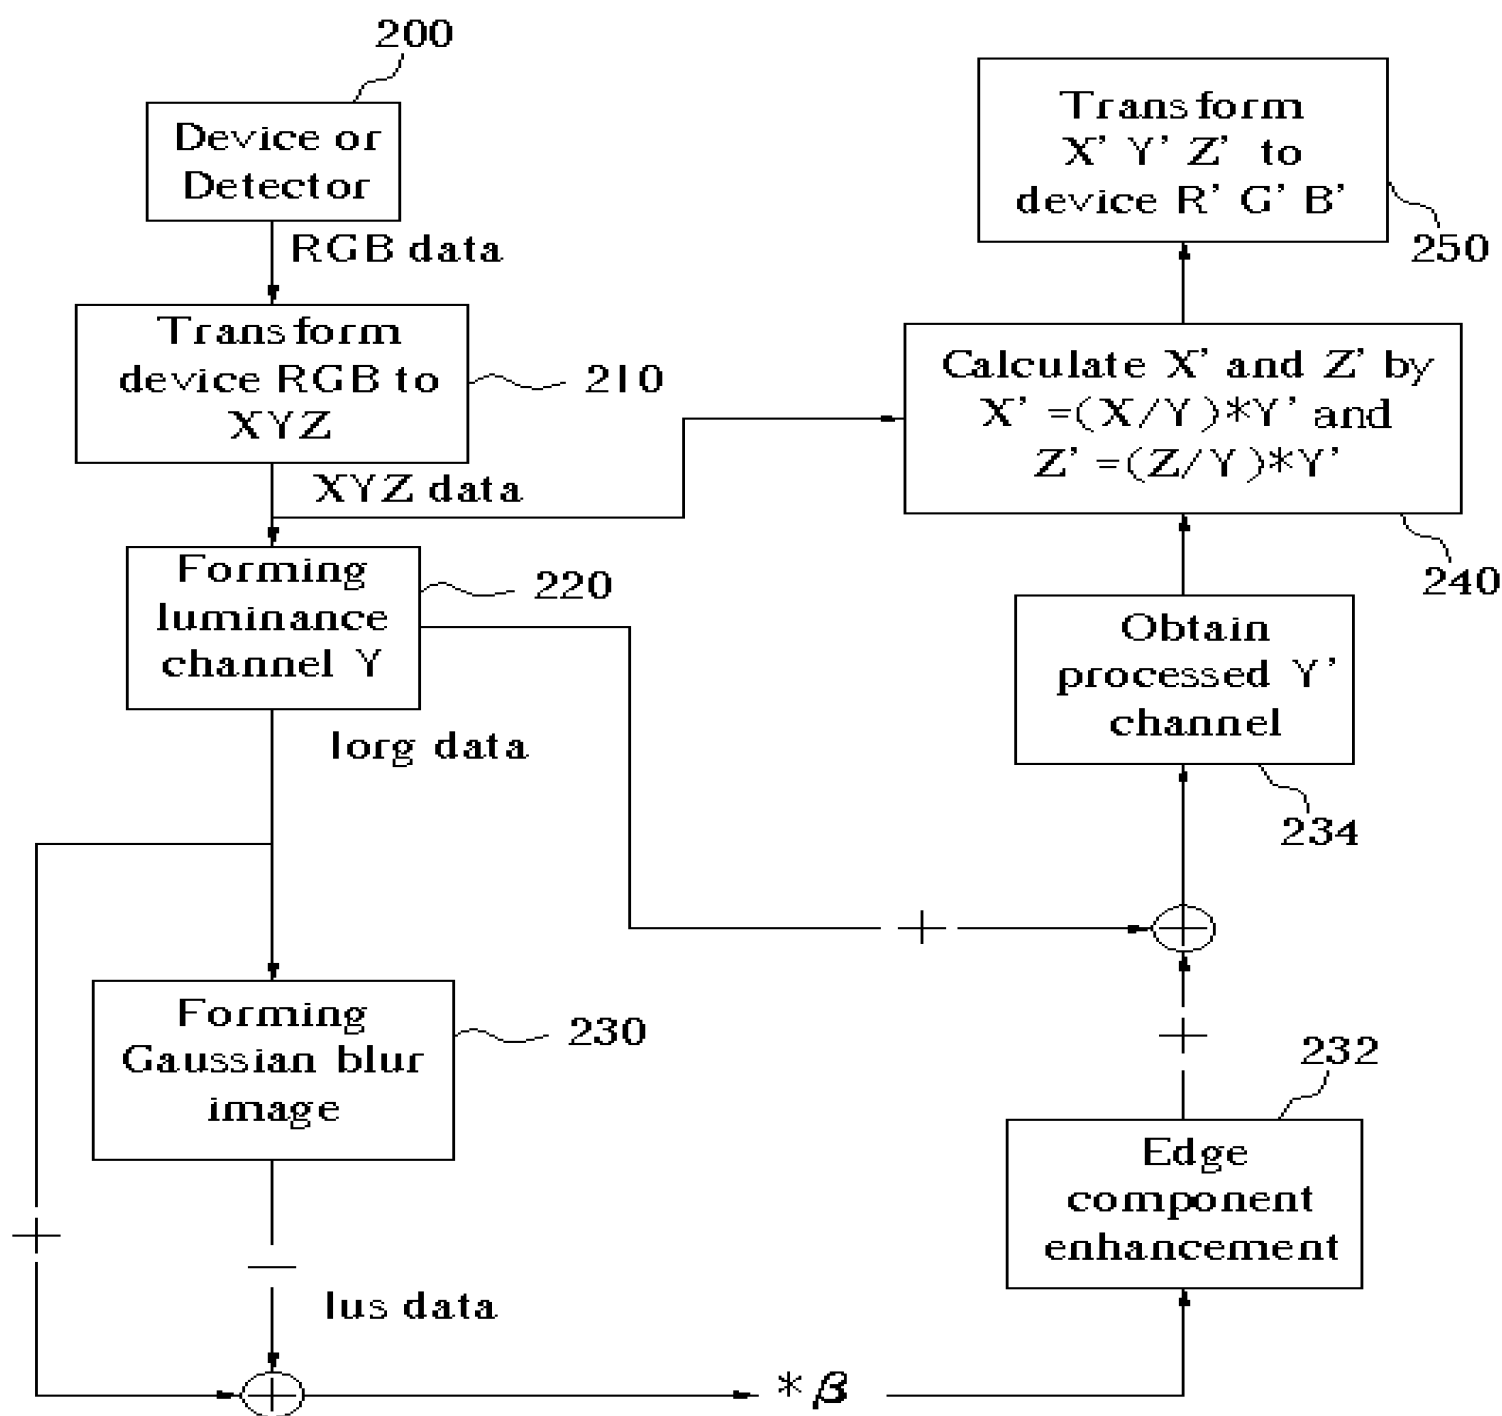 200
Device or
Detector
RGB data
Transform
device RGB to
XYZ
210
XYZ data
Forming
luminance
channel Y
220
Iorg data
Forming
Gaussian blur
image
230
+
−
Ius data
+
* β
Edge
component
enhancement
232
+
+
+
Obtain
processed Y'
channel
234
Calculate X' and Z' by
X' =(X/Y)*Y' and
Z' =(Z/Y)*Y'
240
Transform
X' Y' Z' to
device R' G' B'
250